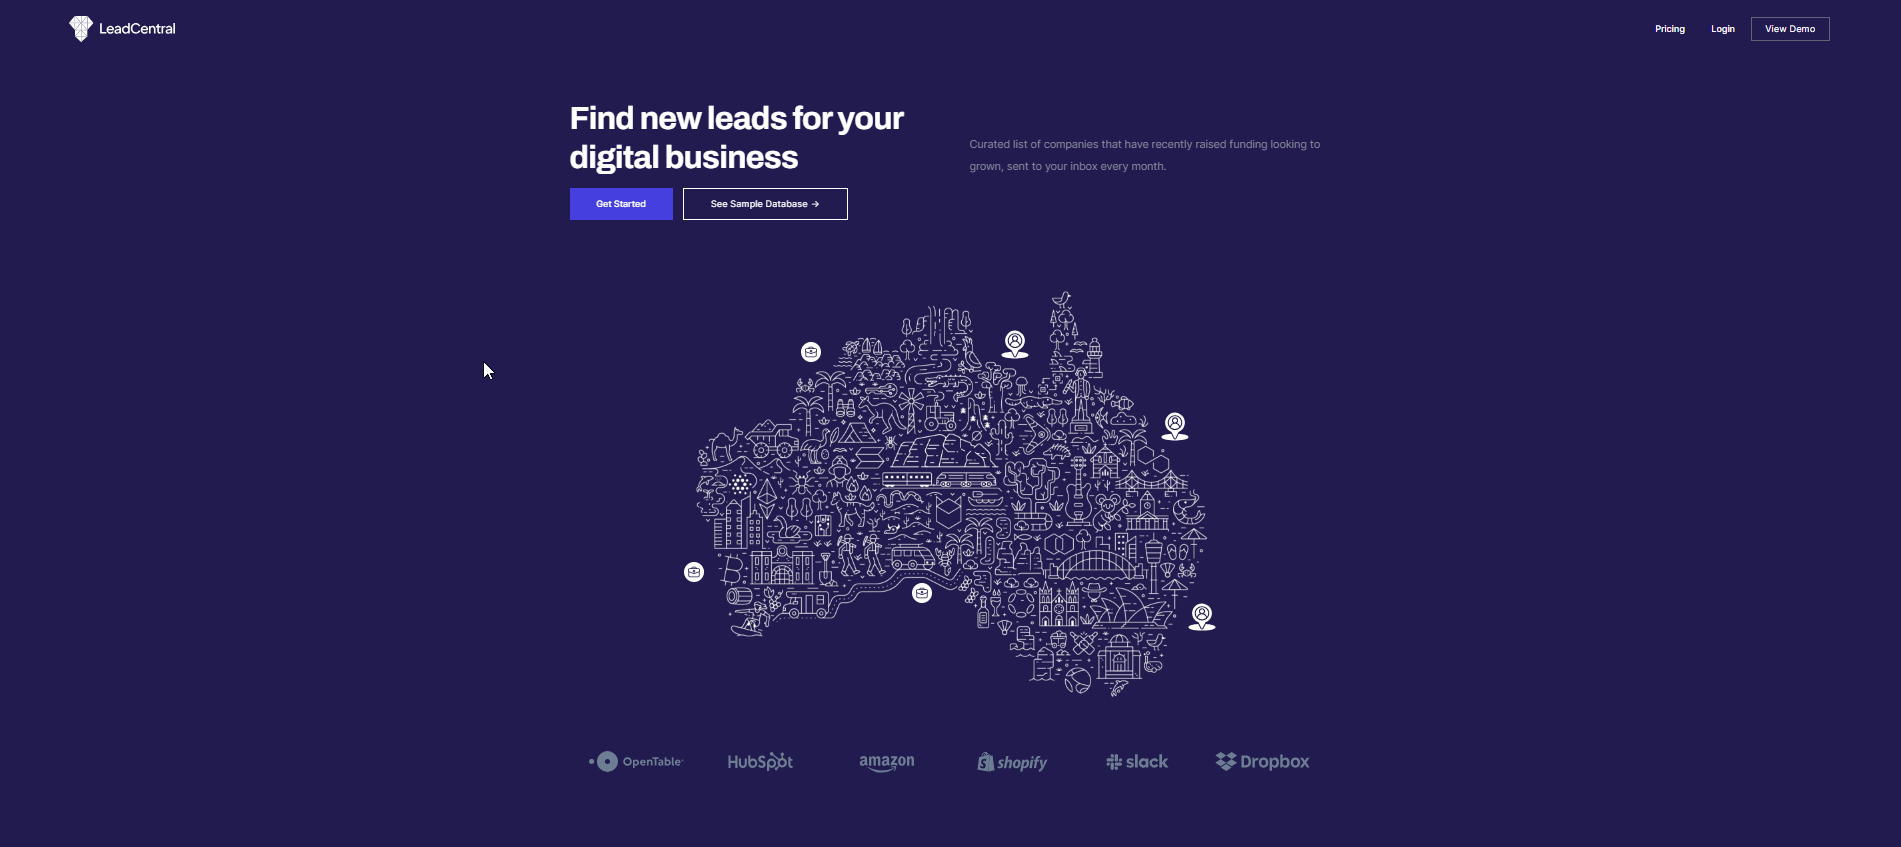 LeadCentral
Pricing
Login
View Demo
Find new leads for your
digital business
Curated list of companies that have recently raised funding looking to
grown, sent to your inbox every month.
Get Started
See Sample Database →
OpenTable
HubSpot
amazon
shopify
slack
Dropbox